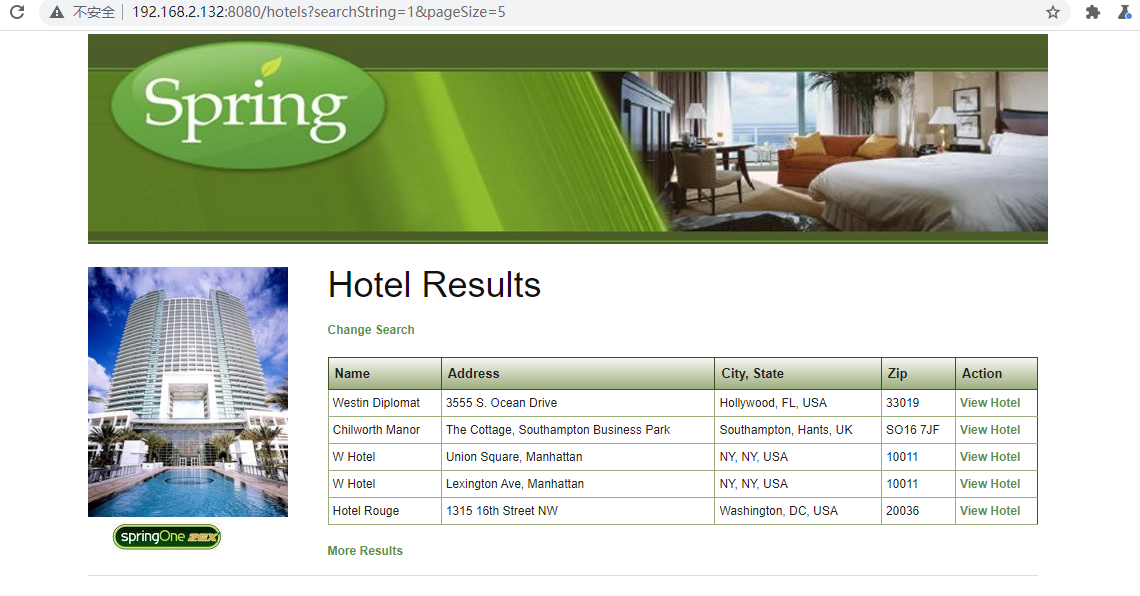 不安全 192.168.2.132:8080/hotels?searchString=1&pageSize=5
Spring
Hotel Results
Change Search
Name Address City, State Zip Action
Westin Diplomat 3555 S. Ocean Drive Hollywood, FL, USA 33019 View Hotel
Chilworth Manor The Cottage, Southampton Business Park Southampton, Hants, UK SO16 7JF View Hotel
W Hotel Union Square, Manhattan NY, NY, USA 10011 View Hotel
W Hotel Lexington Ave, Manhattan NY, NY, USA 10011 View Hotel
Hotel Rouge 1315 16th Street NW Washington, DC, USA 20036 View Hotel
springOne 2GX
More Results